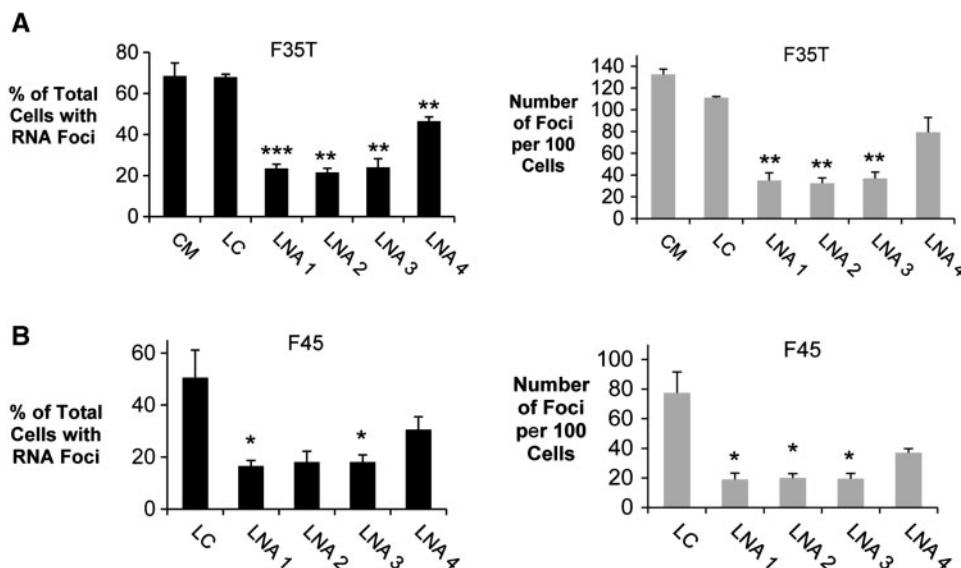 A
F35T
% of Total
Cells with
RNA Foci
80
60
40
20
0
***
**
**
**
CM
LC
LNA 1
LNA 2
LNA 3
LNA 4
F35T
Number
of Foci
per 100
Cells
140
120
100
80
60
40
20
0
**
**
**
CM
LC
LNA 1
LNA 2
LNA 3
LNA 4
B
F45
% of Total
Cells with
RNA Foci
60
40
20
0
*
*
LC
LNA 1
LNA 2
LNA 3
LNA 4
F45
Number
of Foci
per 100
Cells
100
80
60
40
20
0
*
*
*
LC
LNA 1
LNA 2
LNA 3
LNA 4